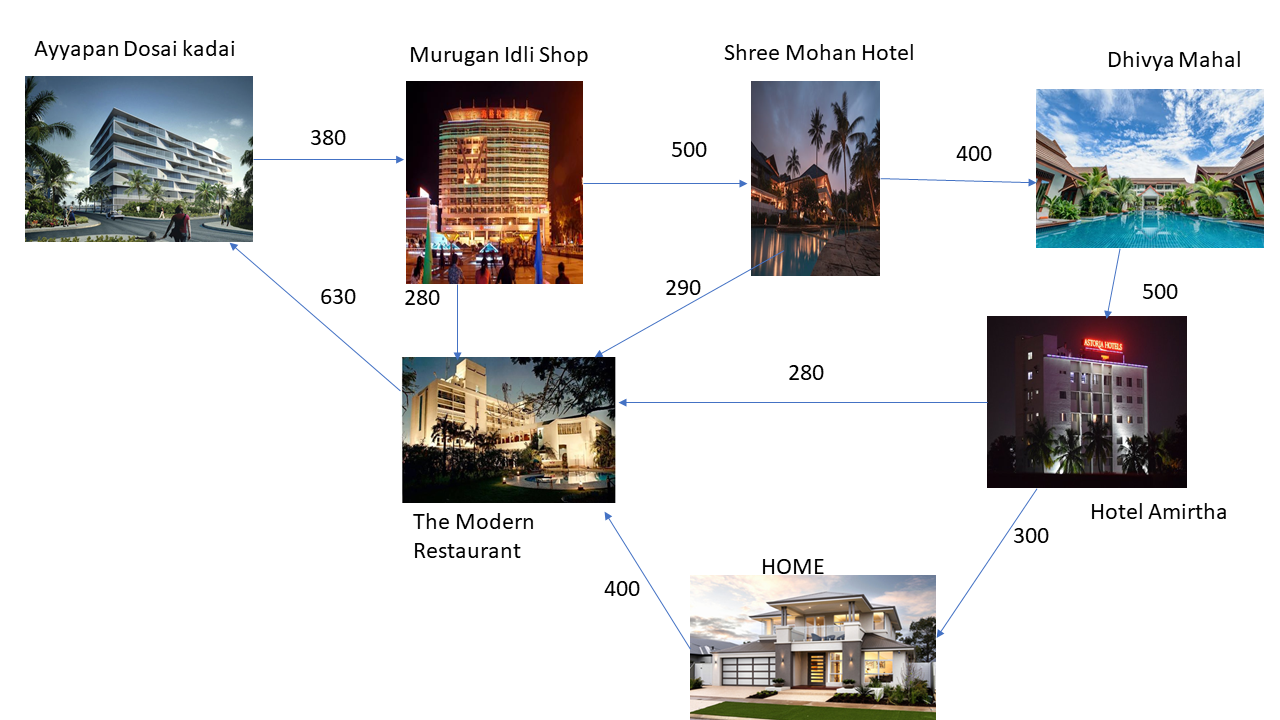 Ayyapan Dosai kadai
Murugan Idli Shop
Shree Mohan Hotel
Dhivya Mahal
380
500
400
630
280
290
500
280
ASTORIA HOTELS
The Modern
Restaurant
Hotel Amirtha
300
HOME
400